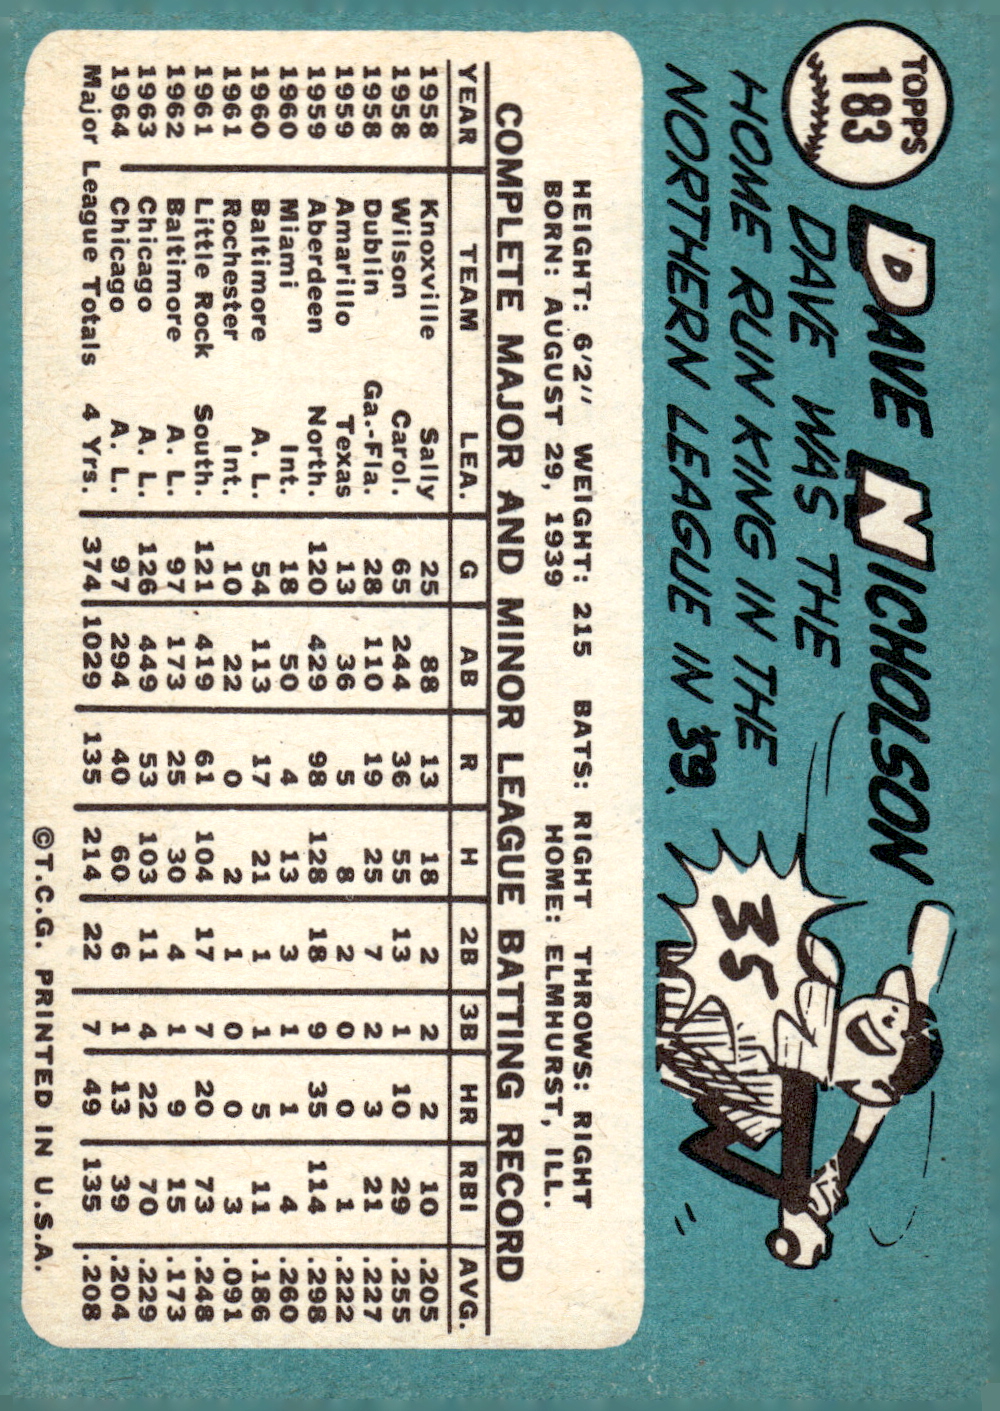 TOPPS
183
DAVE NICHOLSON
DAVE WAS THE
HOME RUN KING IN THE
NORTHERN LEAGUE IN '59.
35
HEIGHT: 6'2" WEIGHT: 215 BATS: RIGHT THROWS: RIGHT
BORN: AUGUST 29, 1939 HOME: ELMHURST, ILL.
COMPLETE MAJOR AND MINOR LEAGUE BATTING RECORD
YEAR TEAM LEA. G AB R H 2B 3B HR RBI AVG.
1958 Knoxville Sally 25 88 13 18 2 2 2 10 .205
1958 Wilson Carol. 65 244 36 55 13 1 10 29 .255
1958 Dublin Ga.-Fla. 28 110 19 25 7 2 3 21 .227
1959 Amarillo Texas 13 36 5 8 2 0 0 1 .222
1959 Aberdeen North. 120 429 98 128 18 9 35 114 .298
1960 Miami Int. 18 50 4 13 3 1 1 4 .260
1960 Baltimore A. L. 54 113 17 21 1 1 5 11 .186
1961 Rochester Int. 10 22 0 2 1 0 0 3 .091
1961 Little Rock South. 121 419 61 104 17 7 20 73 .248
1962 Baltimore A. L. 97 173 25 30 4 1 9 15 .173
1963 Chicago A. L. 126 449 53 103 11 4 22 70 .229
1964 Chicago A. L. 97 294 40 60 6 1 13 39 .204
Major League Totals 4 Yrs. 374 1029 135 214 22 7 49 135 .208
©T.C.G. PRINTED IN U.S.A.